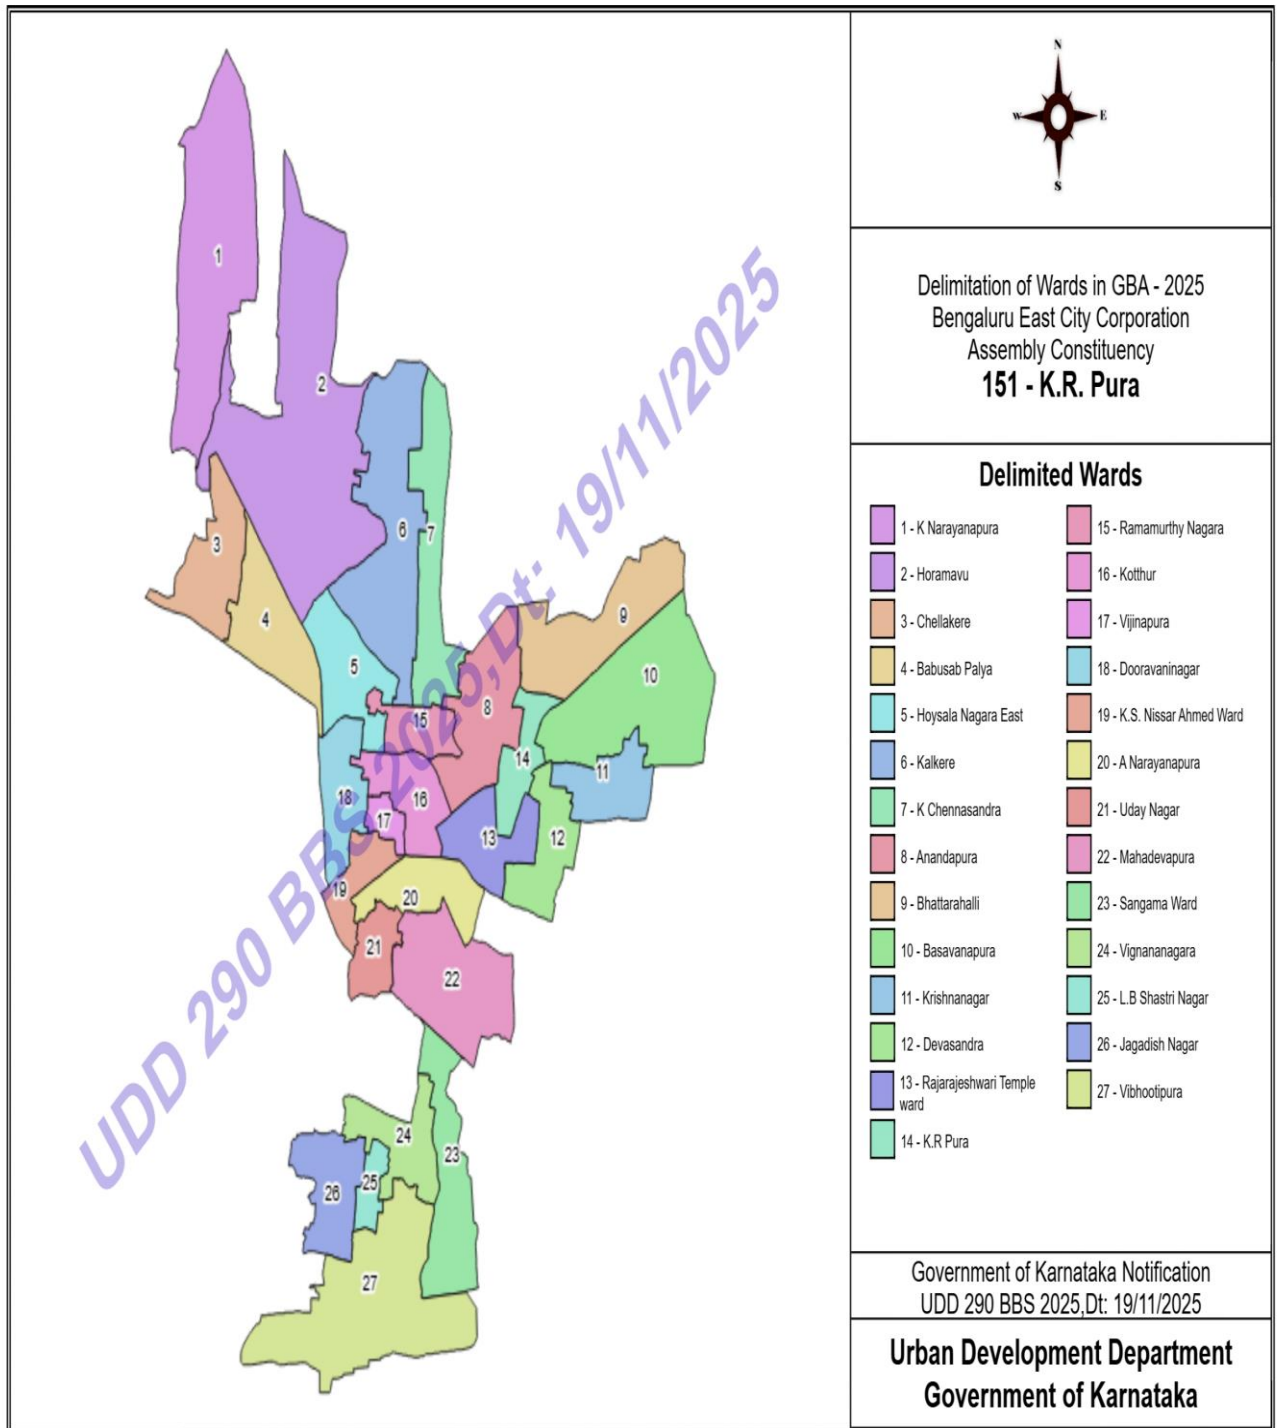 N
W
E
S
Delimitation of Wards in GBA - 2025
Bengaluru East City Corporation
Assembly Constituency
151 - K.R. Pura
Delimited Wards
1 - K Narayanapura
2 - Horamavu
3 - Chellakere
4 - Babusab Palya
5 - Hoysala Nagara East
6 - Kalkere
7 - K Chennasandra
8 - Anandapura
9 - Bhattarahalli
10 - Basavanapura
11 - Krishnanagar
12 - Devasandra
13 - Rajarajeshwari Temple
ward
14 - K.R Pura
15 - Ramamurthy Nagara
16 - Kotthur
17 - Vijinapura
18 - Dooravaninagar
19 - K.S. Nissar Ahmed Ward
20 - A Narayanapura
21 - Uday Nagar
22 - Mahadevapura
23 - Sangama Ward
24 - Vignananagara
25 - L.B Shastri Nagar
26 - Jagadish Nagar
27 - Vibhootipura
Government of Karnataka Notification
UDD 290 BBS 2025,Dt: 19/11/2025
Urban Development Department
Government of Karnataka
UDD 290 BBS 2025,Dt: 19/11/2025
1
2
3
4
5
6
7
8
9
10
11
12
13
14
15
16
17
18
19
20
21
22
23
24
25
26
27